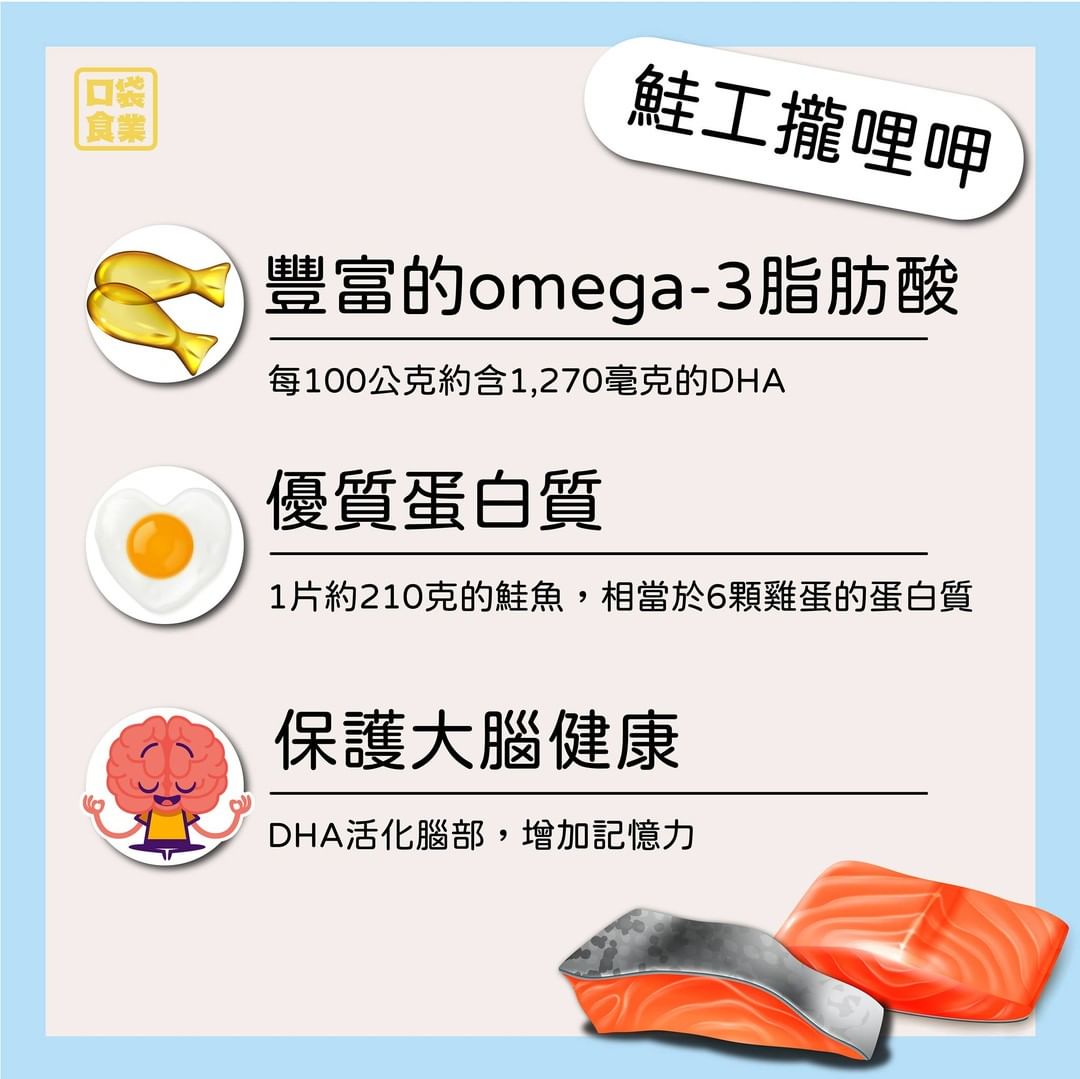 口袋
食業
鮭工攏哩呷
豐富的omega-3脂肪酸
每100公克約含1,270毫克的DHA
優質蛋白質
1片約210克的鮭魚，相當於6顆雞蛋的蛋白質
保護大腦健康
DHA活化腦部，增加記憶力